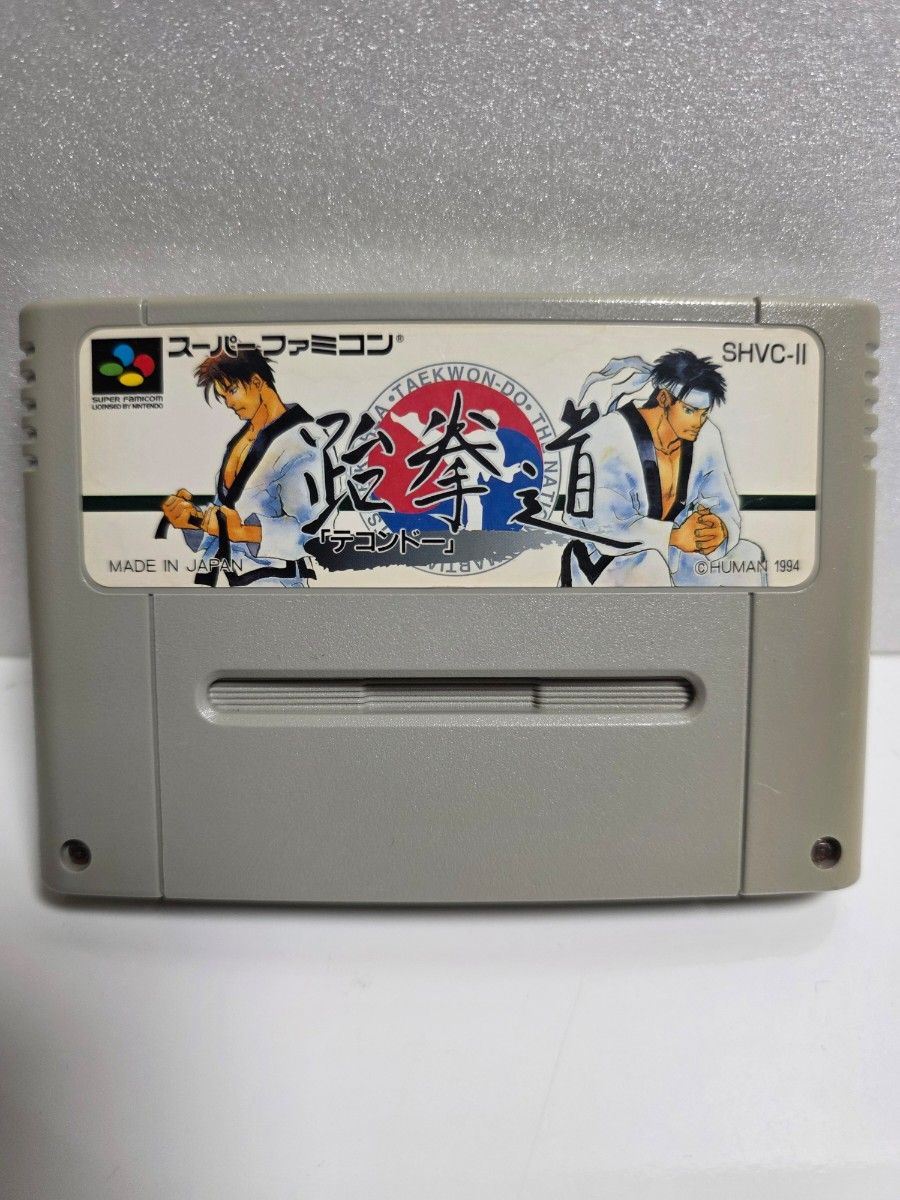 スーパーファミコン®
SHVC-II
SUPER FAMICOM
LICENSED BY NINTENDO
TAEKWON-DO • TH
跆拳道
「テコンドー」
MADE IN JAPAN
©HUMAN 1994